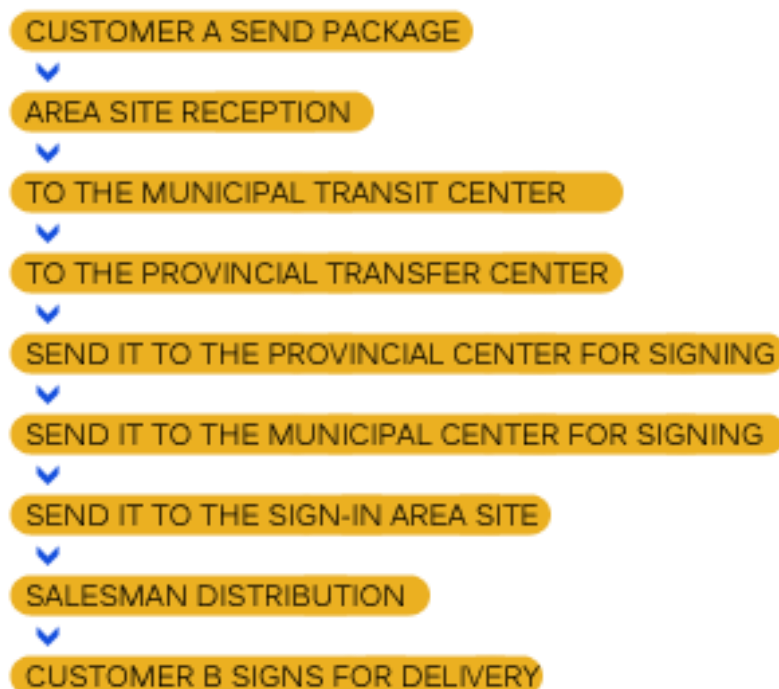 CUSTOMER A SEND PACKAGE
AREA SITE RECEPTION
TO THE MUNICIPAL TRANSIT CENTER
TO THE PROVINCIAL TRANSFER CENTER
SEND IT TO THE PROVINCIAL CENTER FOR SIGNING
SEND IT TO THE MUNICIPAL CENTER FOR SIGNING
SEND IT TO THE SIGN-IN AREA SITE
SALESMAN DISTRIBUTION
CUSTOMER B SIGNS FOR DELIVERY